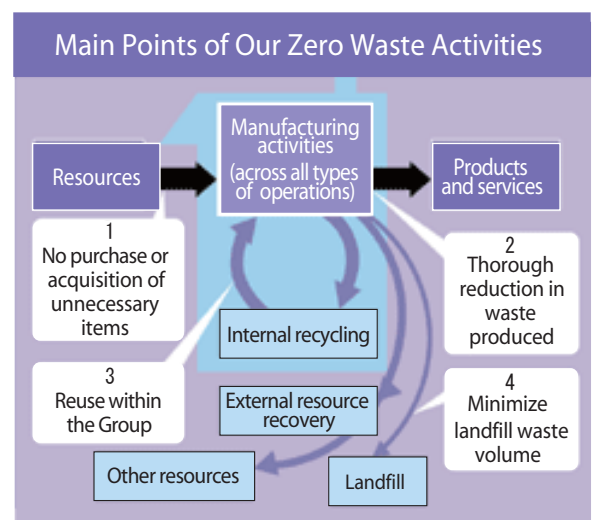 Main Points of Our Zero Waste Activities
Resources
Manufacturing
activities
(across all types
of operations)
Products
and services
1
No purchase or
acquisition of
unnecessary
items
2
Thorough
reduction in
waste
produced
Internal recycling
3
Reuse within
the Group
External resource
recovery
4
Minimize
landfill waste
volume
Other resources
Landfill